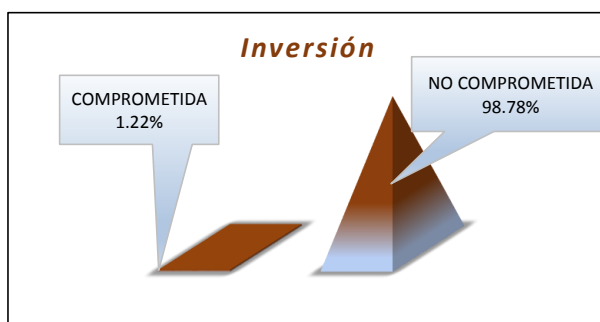 Inversión
COMPROMETIDA
1.22%
NO COMPROMETIDA
98.78%